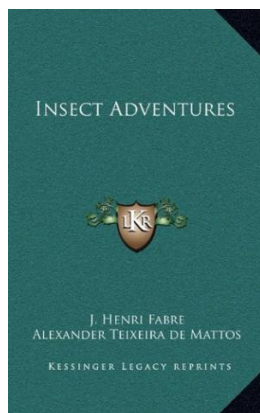 INSECT ADVENTURES
LKR
J. HENRI FABRE
ALEXANDER TEIXEIRA DE MATTOS
KESSINGER LEGACY REPRINTS